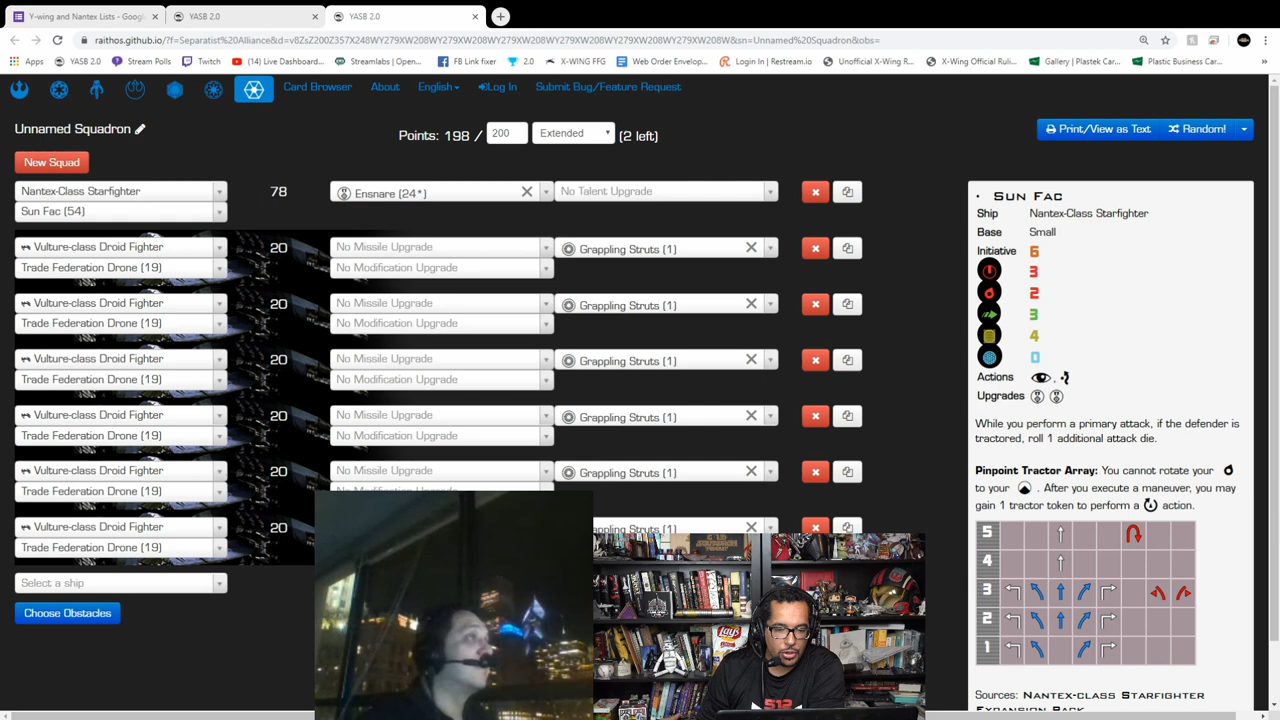 Y-wing and Nantex Lists - Goog
YASB 2.0
YASB 2.0
raithos.github.io/?f=Separatist%20Alliance&d=v8ZsZ200Z357X248WY279XW208WY279XW208WY279XW208WY279XW208WY279XW208WY279XW208W&sn=Unnamed%20Squadron&obs=
Apps YASB 2.0 Stream Polls Twitch (14) Live Dashboard... Streamlabs | Open... FB Link fixer 2.0 X-WING FFG Web Order Envelop... Log In | Restream.io Unofficial X-Wing R... X-Wing Official Ruli... Gallery | Plastek Car... Plastic Business Car...
Card Browser About English Log In Submit Bug/Feature Request
Unnamed Squadron
Points: 198 / 200 Extended (2 left)
Print/View as Text Random!
New Squad
Nantex-Class Starfighter 78 Ensnare (24*) No Talent Upgrade
Sun Fac (54)
Vulture-class Droid Fighter 20 No Missile Upgrade Grappling Struts (1)
Trade Federation Drone (19) No Modification Upgrade
Vulture-class Droid Fighter 20 No Missile Upgrade Grappling Struts (1)
Trade Federation Drone (19) No Modification Upgrade
Vulture-class Droid Fighter 20 No Missile Upgrade Grappling Struts (1)
Trade Federation Drone (19) No Modification Upgrade
Vulture-class Droid Fighter 20 No Missile Upgrade Grappling Struts (1)
Trade Federation Drone (19) No Modification Upgrade
Vulture-class Droid Fighter 20 No Missile Upgrade Grappling Struts (1)
Trade Federation Drone (19) No Modification Upgrade
Vulture-class Droid Fighter 20 Grappling Struts (1)
Trade Federation Drone (19)
Select a ship
Choose Obstacles
Sun Fac
Ship Nantex-Class Starfighter
Base Small
Initiative 6
3
2
3
4
0
Actions ,
Upgrades
While you perform a primary attack, if the defender is
tractored, roll 1 additional attack die.
Pinpoint Tractor Array: You cannot rotate your
to your . After you execute a maneuver, you may
gain 1 tractor token to perform a action.
5
4
3
2
1
Sources: Nantex-class Starfighter
Expansion Pack
Lay's
512